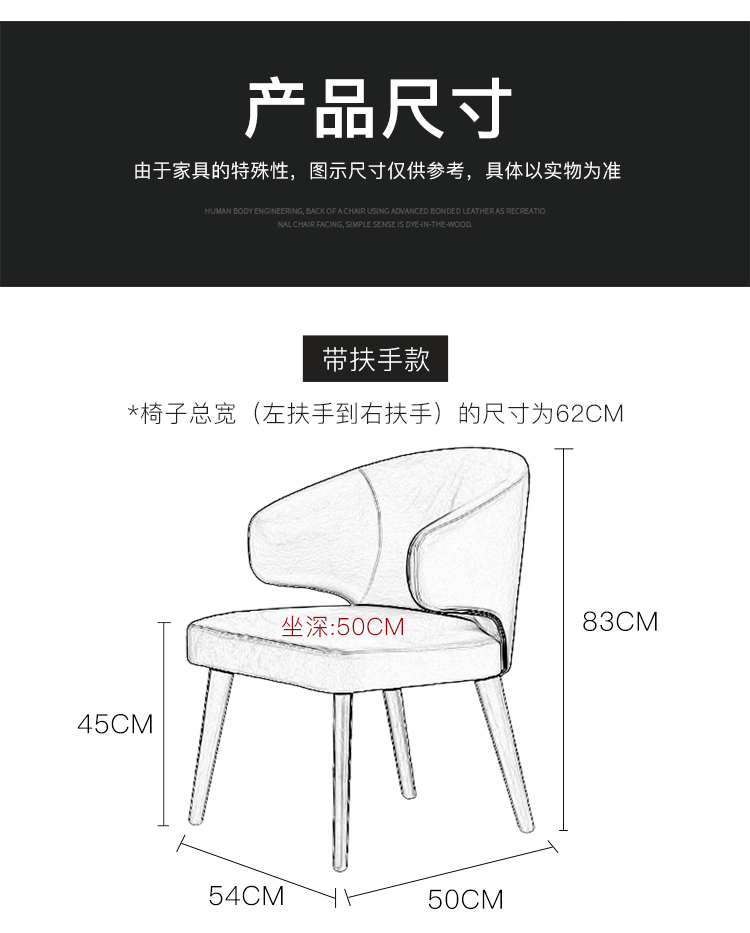 产品尺寸
由于家具的特殊性，图示尺寸仅供参考，具体以实物为准
HUMAN BODY ENGINEERING, BACK OF A CHAIR USING ADVANCED BONDED LEATHER AS RECREATIO
NAL CHAIR FACING, SIMPLE SENSE IS DYE-IN-THE-WOOD.
带扶手款
*椅子总宽（左扶手到右扶手）的尺寸为62CM
坐深:50CM
83CM
45CM
54CM
50CM